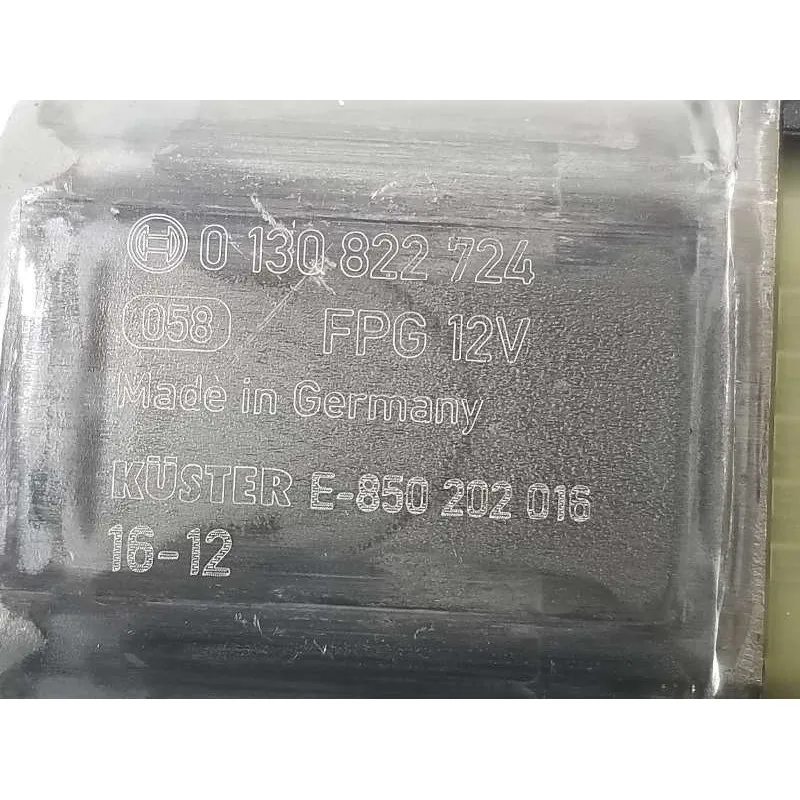 0 130 822 724
058 FPG 12V
Made in Germany
KÜSTER E-850 202 016
16-12